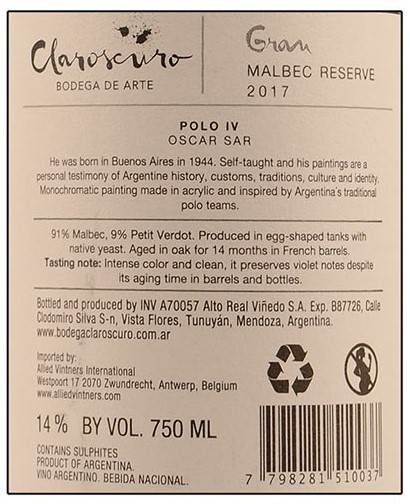 Claroscuro
BODEGA DE ARTE
Gran
MALBEC RESERVE
2017
POLO IV
OSCAR SAR
He was born in Buenos Aires in 1944. Self-taught and his paintings are a
personal testimony of Argentine history, customs, traditions, culture and identity.
Monochromatic painting made in acrylic and inspired by Argentina's traditional
polo teams.
91% Malbec, 9% Petit Verdot. Produced in egg-shaped tanks with
native yeast. Aged in oak for 14 months in French barrels.
Tasting note: Intense color and clean, it preserves violet notes despite
its aging time in barrels and bottles.
Bottled and produced by INV A70057 Alto Real Viñedo S.A. Exp. B87726, Calle
Clodomiro Silva S-n, Vista Flores, Tunuyán, Mendoza, Argentina.
www.bodegaclaroscuro.com.ar
Imported by:
Allied Vintners International
Westpoort 17 2070 Zwundrecht, Antwerp, Belgium
www.alliedvintners.com
14% BY VOL. 750 ML
CONTAINS SULPHITES
PRODUCT OF ARGENTINA.
VINO ARGENTINO. BEBIDA NACIONAL.
7 798281 510037